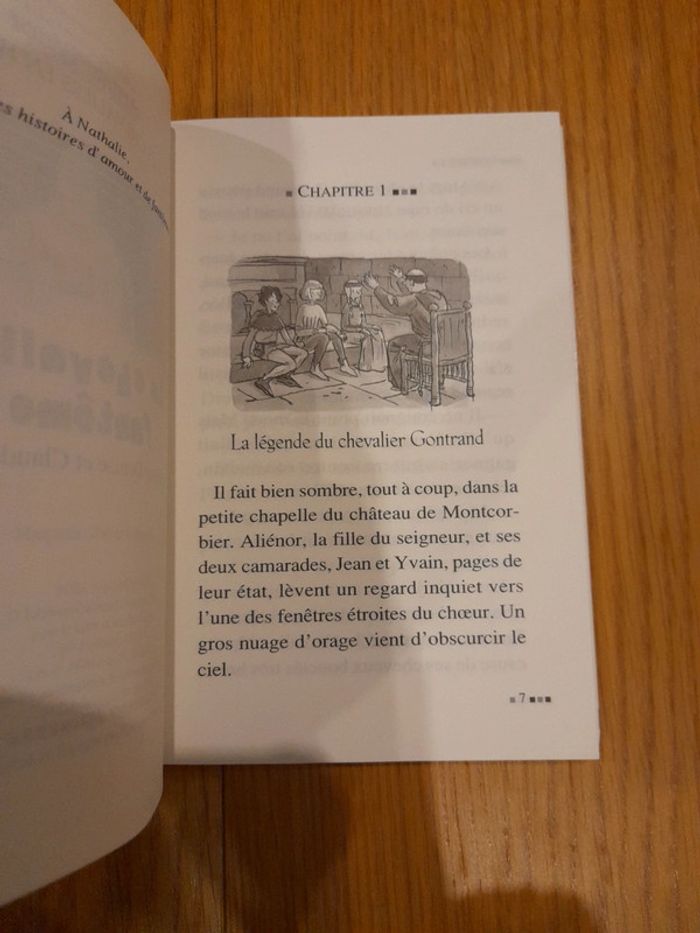 À Nathalie,
es histoires d'amour et de
CHAPITRE 1
La légende du chevalier Gontrand
Il fait bien sombre, tout à coup, dans la
petite chapelle du château de Montcor-
bier. Aliénor, la fille du seigneur, et ses
deux camarades, Jean et Yvain, pages de
leur état, lèvent un regard inquiet vers
l'une des fenêtres étroites du chœur. Un
gros nuage d'orage vient d'obscurcir le
ciel.
7